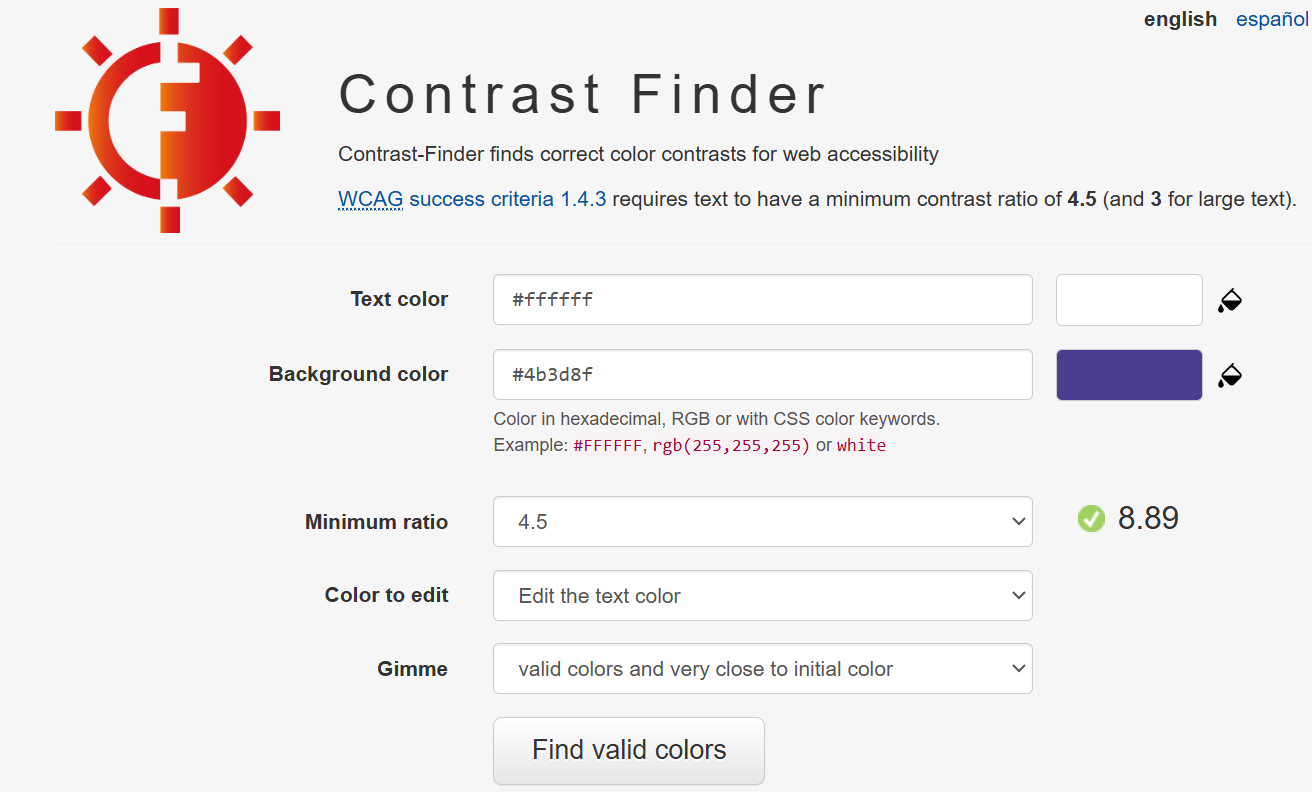 english español
Contrast Finder
Contrast-Finder finds correct color contrasts for web accessibility
WCAG success criteria 1.4.3 requires text to have a minimum contrast ratio of 4.5 (and 3 for large text).
Text color #ffffff
Background color #4b3d8f
Color in hexadecimal, RGB or with CSS color keywords.
Example: #FFFFFF, rgb(255,255,255) or white
Minimum ratio 4.5 8.89
Color to edit Edit the text color
Gimme valid colors and very close to initial color
Find valid colors